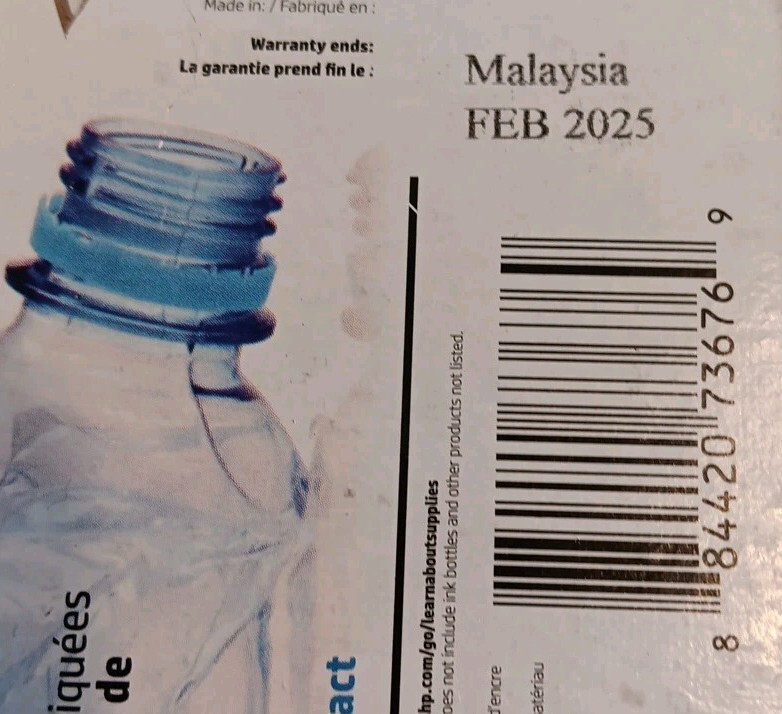 Made in: / Fabriqué en :
Warranty ends:
La garantie prend fin le :
Malaysia
FEB 2025
hp.com/go/learnaboutsupplies
oes not include ink bottles and other products not listed.
d'encre
atériau
8 84420 73676 9
iquées
de
act